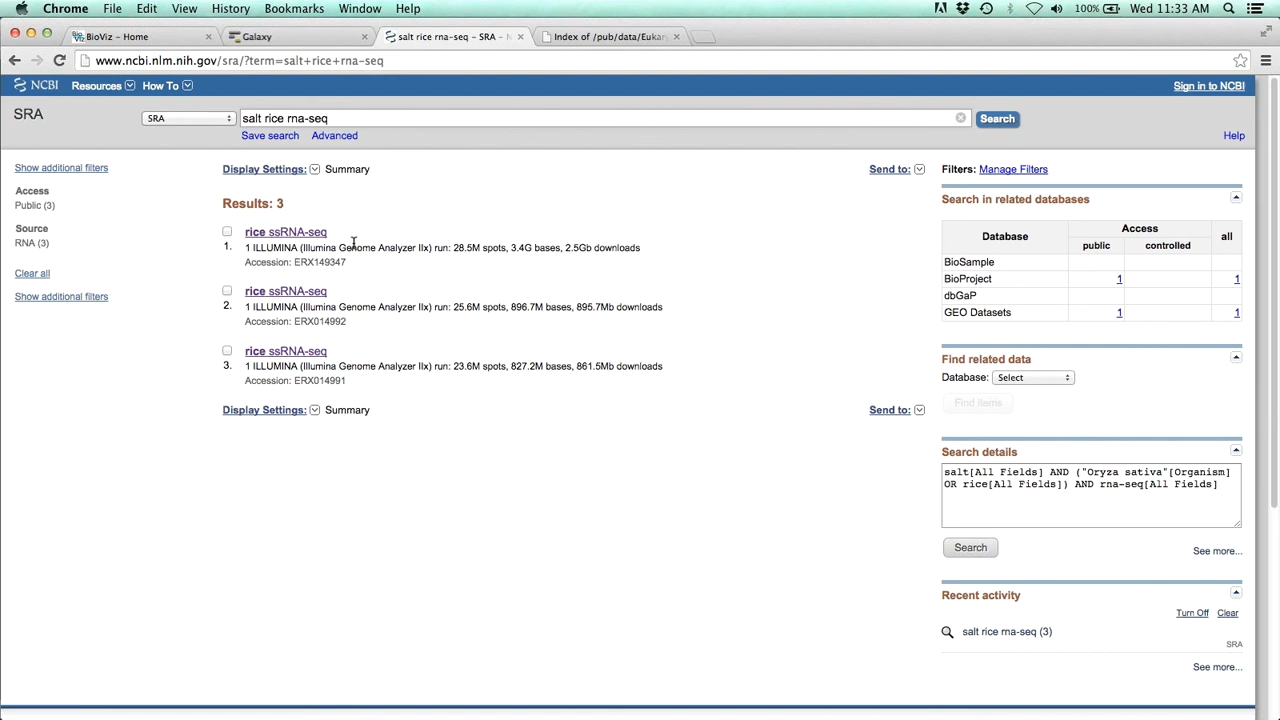 Chrome File Edit View History Bookmarks Window Help 100% Wed 11:33 AM
BioViz - Home × Galaxy × salt rice rna-seq - SRA - N × Index of /pub/data/Eukar ×
www.ncbi.nlm.nih.gov/sra/?term=salt+rice+rna-seq
NCBI Resources How To Sign in to NCBI
SRA
SRA salt rice rna-seq Search
Save search Advanced Help
Show additional filters
Access
Public (3)
Source
RNA (3)
Clear all
Show additional filters
Display Settings: Summary Send to:
Results: 3
rice ssRNA-seq
1. 1 ILLUMINA (Illumina Genome Analyzer IIx) run: 28.5M spots, 3.4G bases, 2.5Gb downloads
Accession: ERX149347
rice ssRNA-seq
2. 1 ILLUMINA (Illumina Genome Analyzer IIx) run: 25.6M spots, 896.7M bases, 895.7Mb downloads
Accession: ERX014992
rice ssRNA-seq
3. 1 ILLUMINA (Illumina Genome Analyzer IIx) run: 23.6M spots, 827.2M bases, 861.5Mb downloads
Accession: ERX014991
Display Settings: Summary Send to:
Filters: Manage Filters
Search in related databases
Database Access all
public controlled
BioSample
BioProject 1 1
dbGaP
GEO Datasets 1 1
Find related data
Database: Select
Find items
Search details
salt[All Fields] AND ("Oryza sativa"[Organism]
OR rice[All Fields]) AND rna-seq[All Fields]
Search
See more...
Recent activity
Turn Off Clear
salt rice rna-seq (3)
SRA
See more...